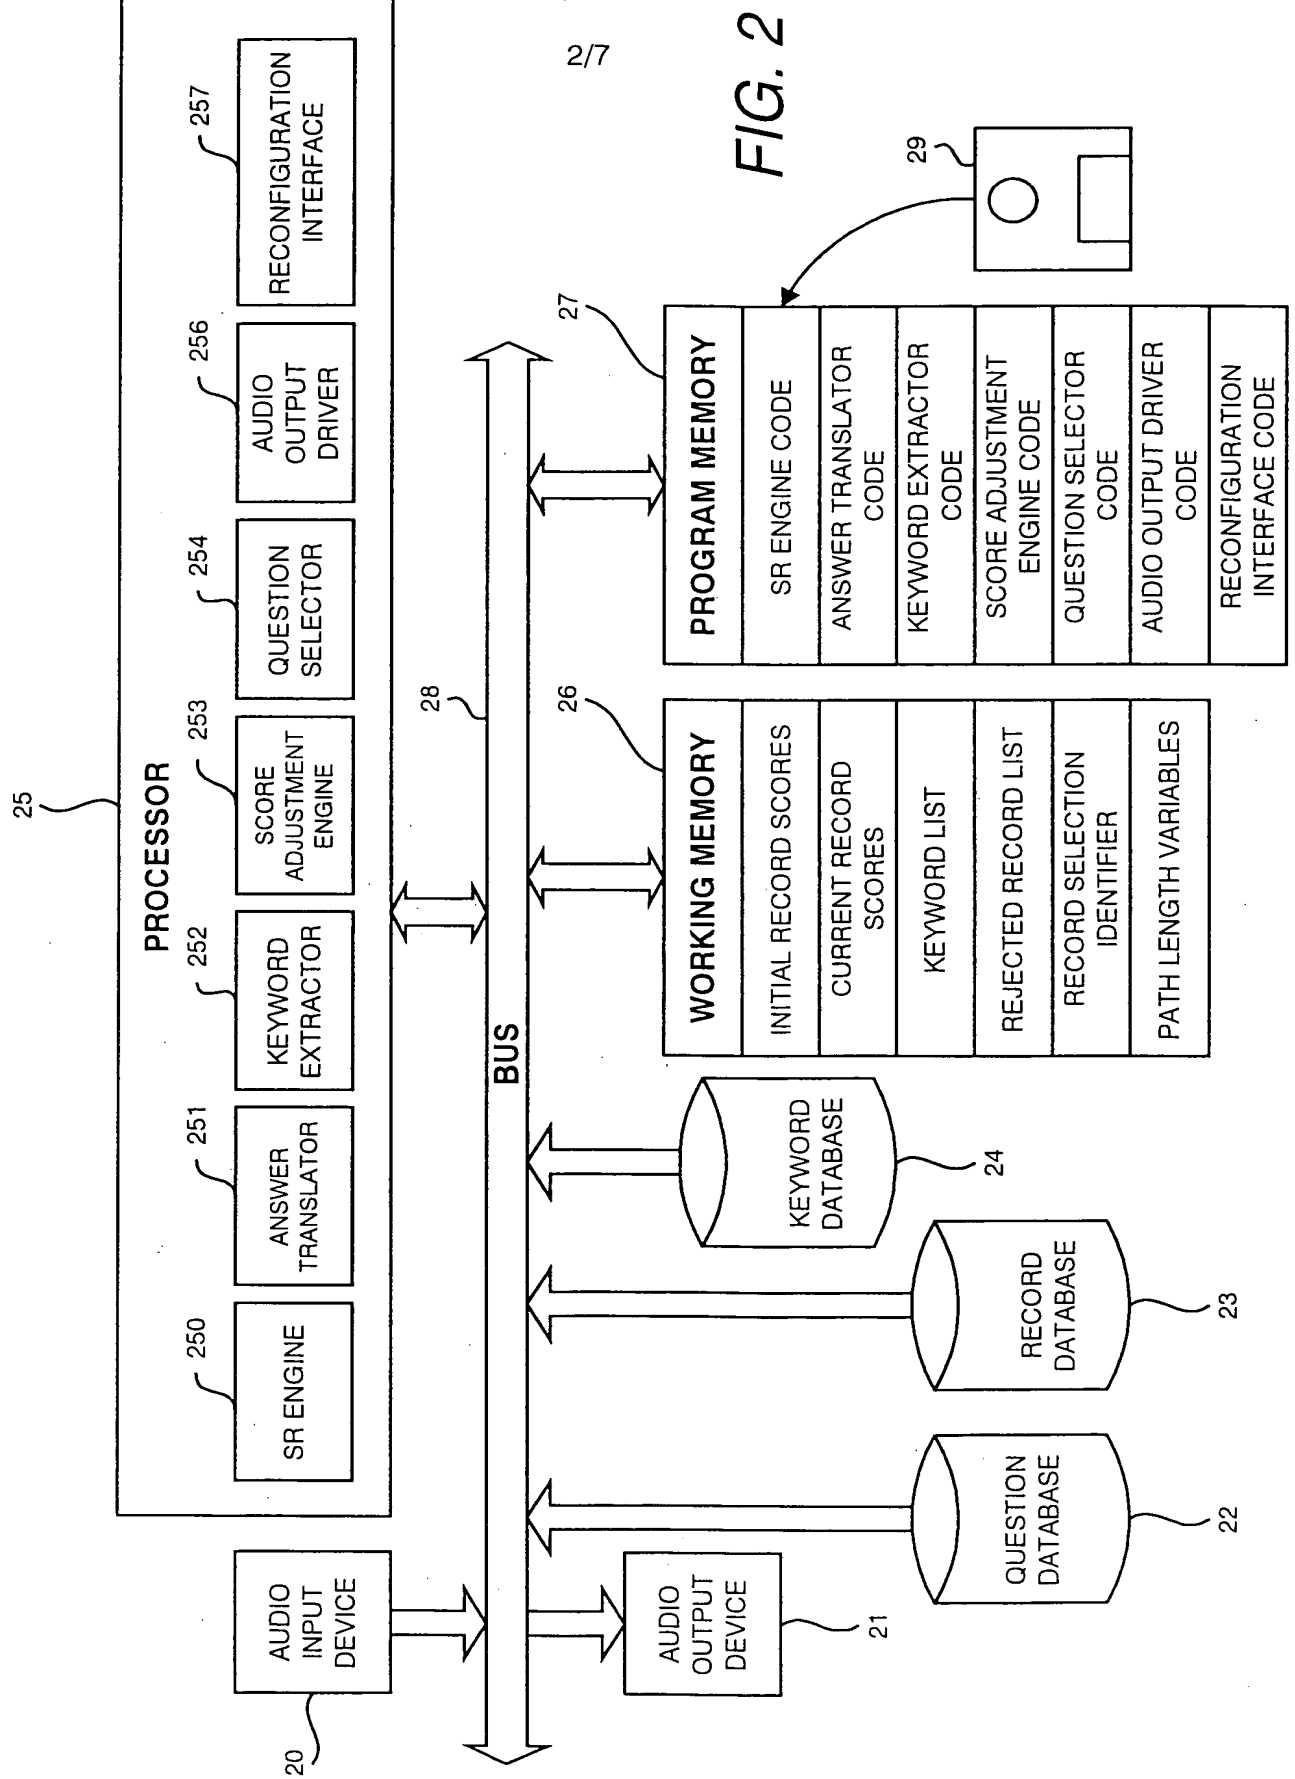 2/7
FIG. 2
25
PROCESSOR
250
SR ENGINE
251
ANSWER
TRANSLATOR
252
KEYWORD
EXTRACTOR
253
SCORE
ADJUSTMENT
ENGINE
254
QUESTION
SELECTOR
256
AUDIO
OUTPUT
DRIVER
257
RECONFIGURATION
INTERFACE
20
AUDIO
INPUT
DEVICE
28
BUS
AUDIO
OUTPUT
DEVICE
21
QUESTION
DATABASE
22
RECORD
DATABASE
23
KEYWORD
DATABASE
24
26
WORKING MEMORY
INITIAL RECORD SCORES
CURRENT RECORD
SCORES
KEYWORD LIST
REJECTED RECORD LIST
RECORD SELECTION
IDENTIFIER
PATH LENGTH VARIABLES
27
PROGRAM MEMORY
SR ENGINE CODE
ANSWER TRANSLATOR
CODE
KEYWORD EXTRACTOR
CODE
SCORE ADJUSTMENT
ENGINE CODE
QUESTION SELECTOR
CODE
AUDIO OUTPUT DRIVER
CODE
RECONFIGURATION
INTERFACE CODE
29